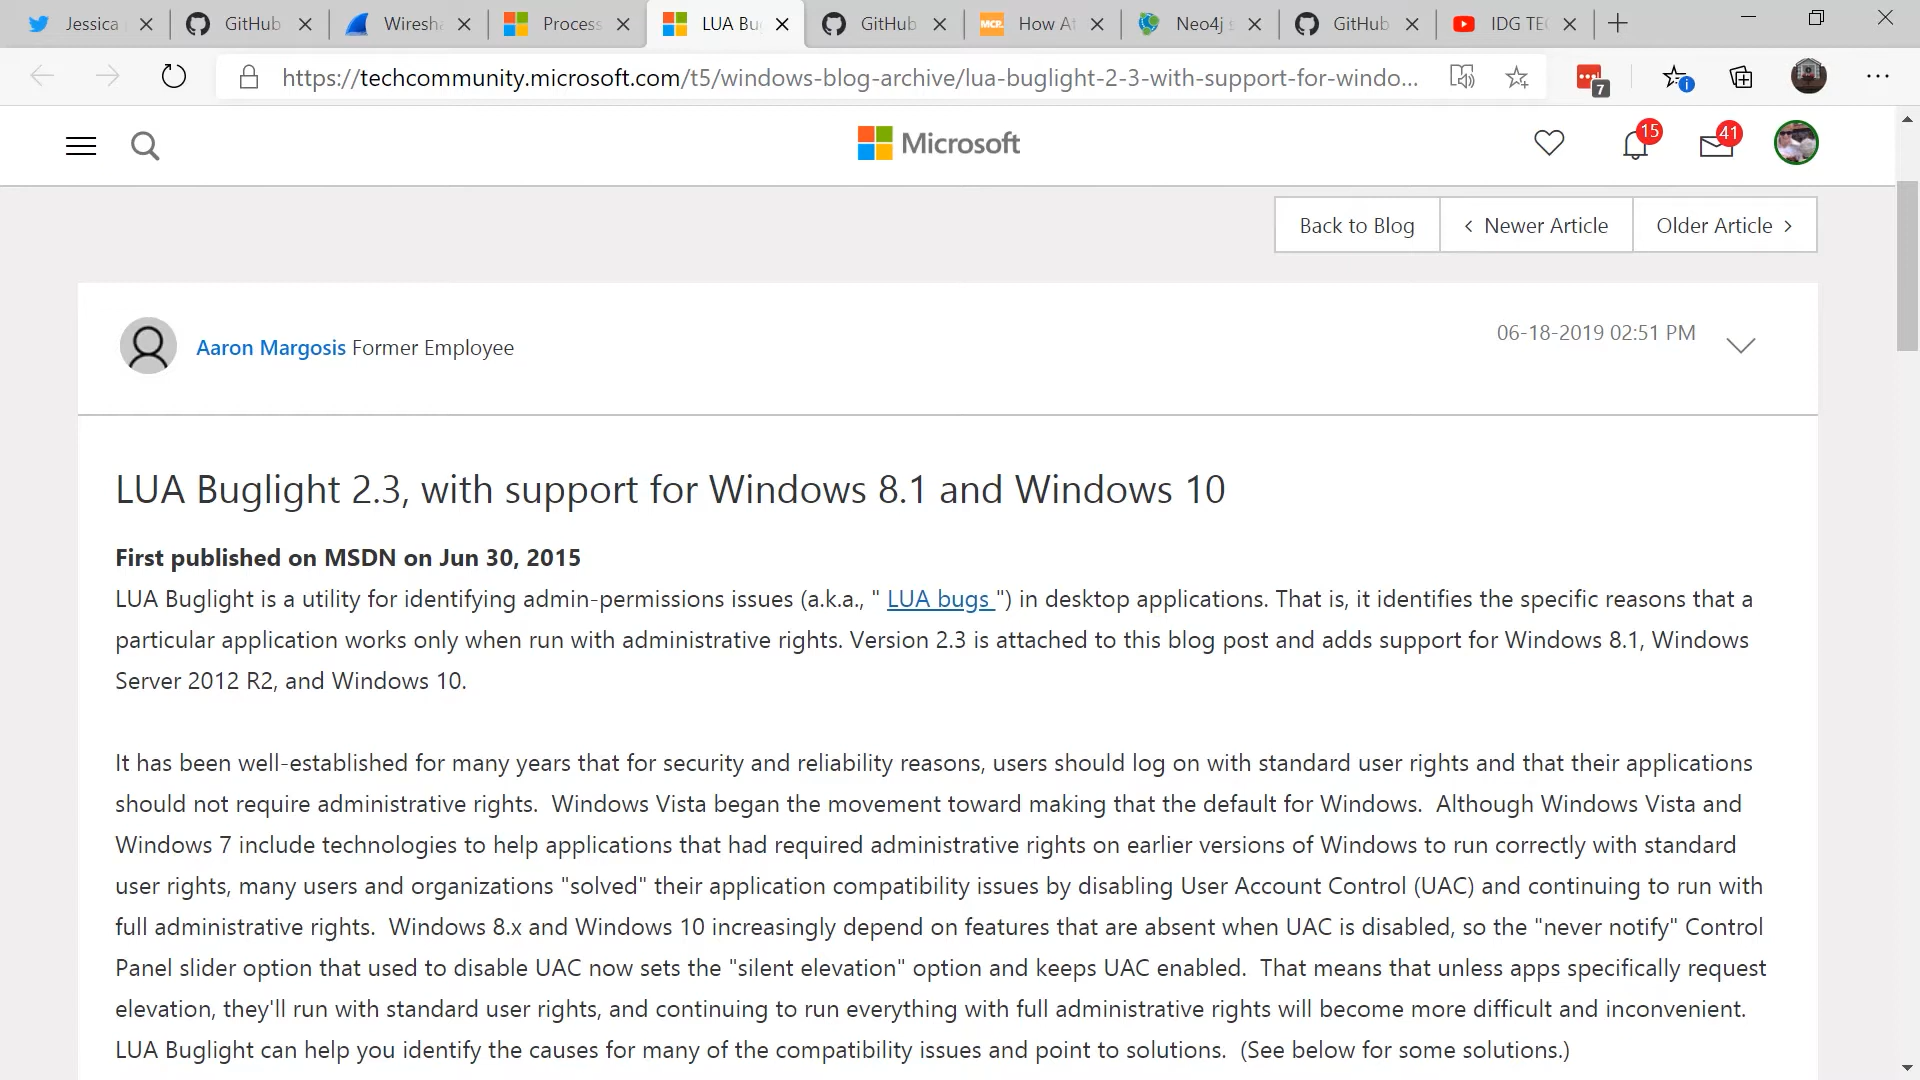 Jessica
GitHub
Wiresha
Process
LUA Bu
GitHub
MCP
How A
Neo4j s
GitHub
IDG TE
https://techcommunity.microsoft.com/t5/windows-blog-archive/lua-buglight-2-3-with-support-for-windo...
7
Microsoft
15
41
Back to Blog
Newer Article
Older Article
Aaron Margosis Former Employee
06-18-2019 02:51 PM
LUA Buglight 2.3, with support for Windows 8.1 and Windows 10
First published on MSDN on Jun 30, 2015
LUA Buglight is a utility for identifying admin-permissions issues (a.k.a., " LUA bugs ") in desktop applications. That is, it identifies the specific reasons that a
particular application works only when run with administrative rights. Version 2.3 is attached to this blog post and adds support for Windows 8.1, Windows
Server 2012 R2, and Windows 10.
It has been well-established for many years that for security and reliability reasons, users should log on with standard user rights and that their applications
should not require administrative rights.  Windows Vista began the movement toward making that the default for Windows.  Although Windows Vista and
Windows 7 include technologies to help applications that had required administrative rights on earlier versions of Windows to run correctly with standard
user rights, many users and organizations "solved" their application compatibility issues by disabling User Account Control (UAC) and continuing to run with
full administrative rights.  Windows 8.x and Windows 10 increasingly depend on features that are absent when UAC is disabled, so the "never notify" Control
Panel slider option that used to disable UAC now sets the "silent elevation" option and keeps UAC enabled.  That means that unless apps specifically request
elevation, they'll run with standard user rights, and continuing to run everything with full administrative rights will become more difficult and inconvenient.
LUA Buglight can help you identify the causes for many of the compatibility issues and point to solutions.  (See below for some solutions.)